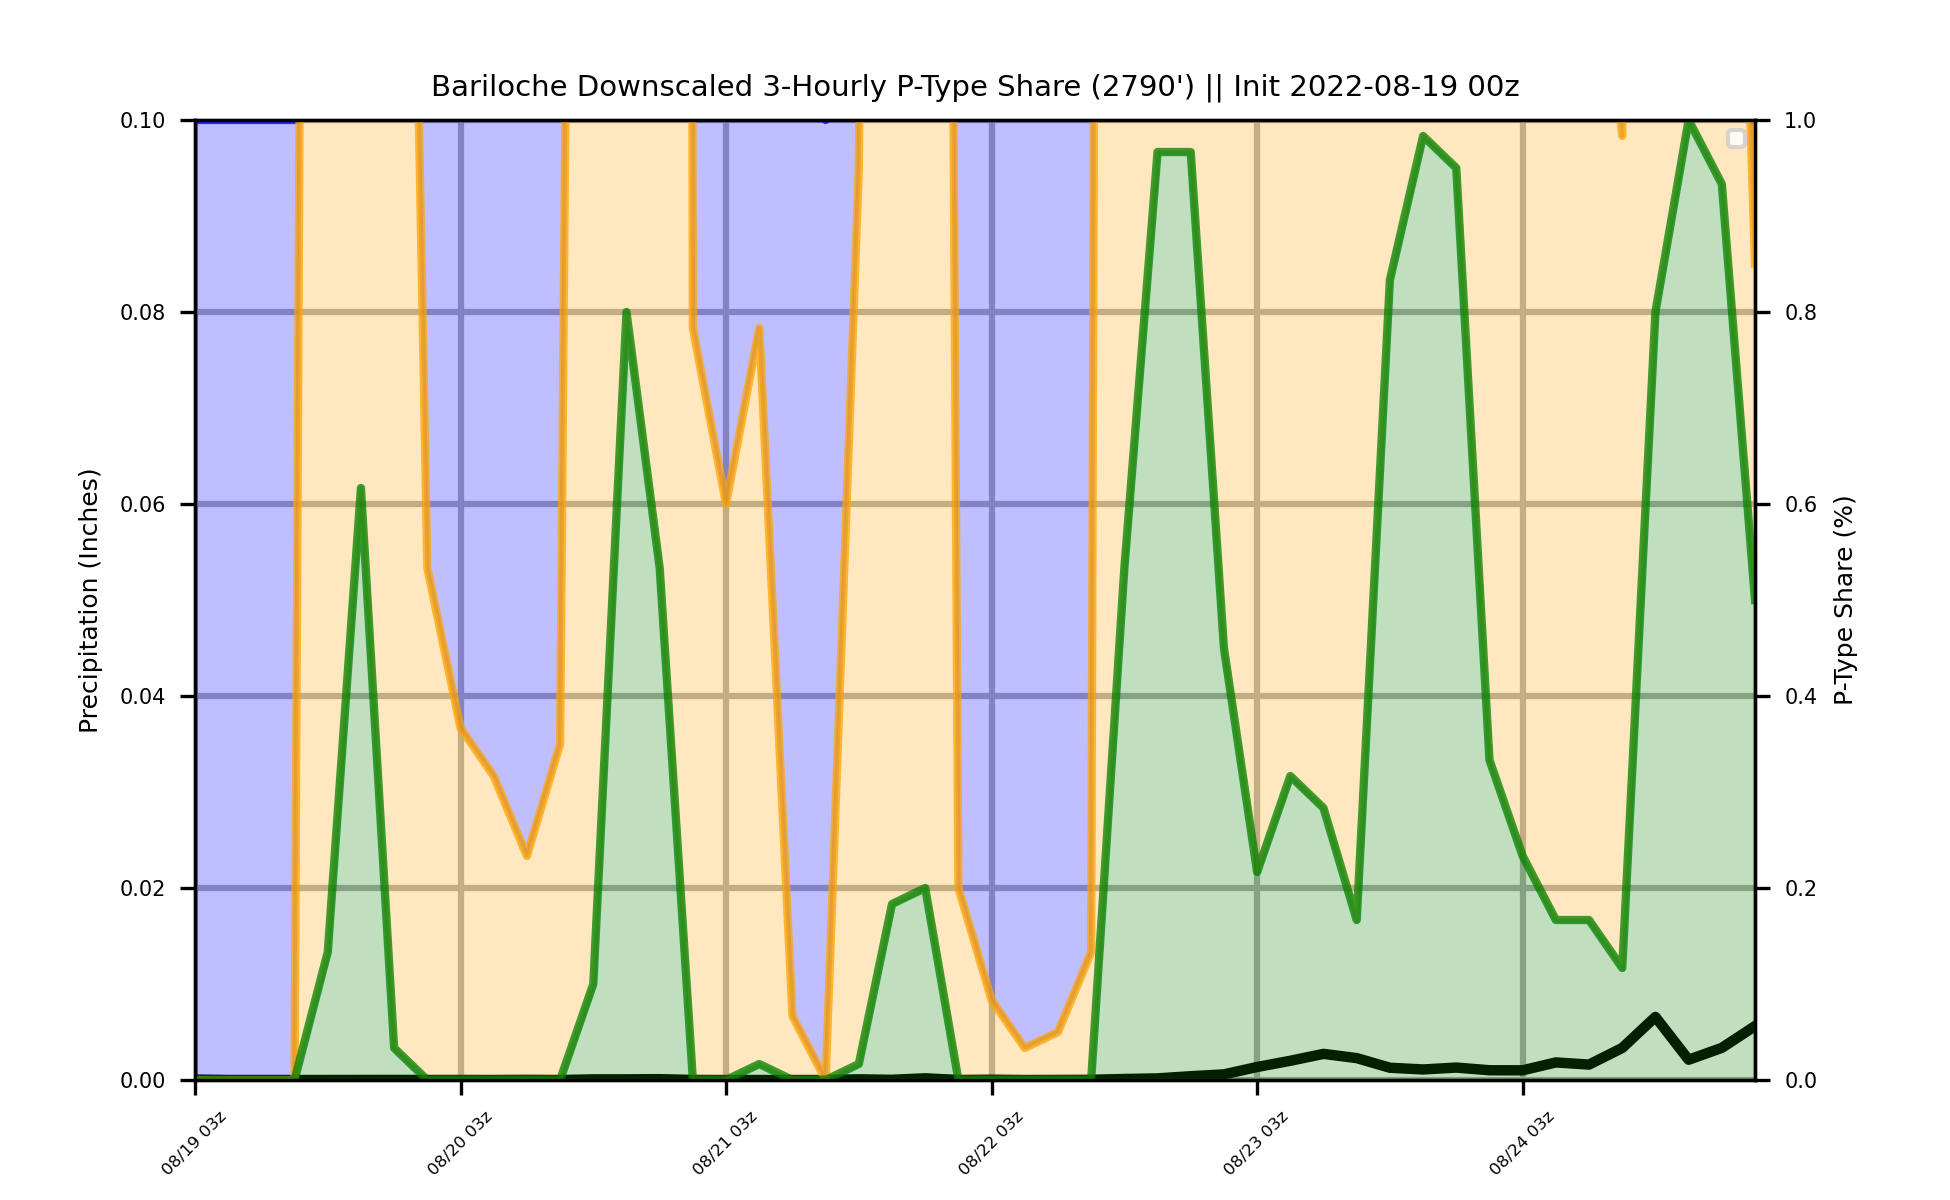 Bariloche Downscaled 3-Hourly P-Type Share (2790') || Init 2022-08-19 00z
0.10
0.08
0.06
0.04
0.02
0.00
Precipitation (Inches)
1.0
0.8
0.6
0.4
0.2
0.0
P-Type Share (%)
08/19 03z
08/20 03z
08/21 03z
08/22 03z
08/23 03z
08/24 03z